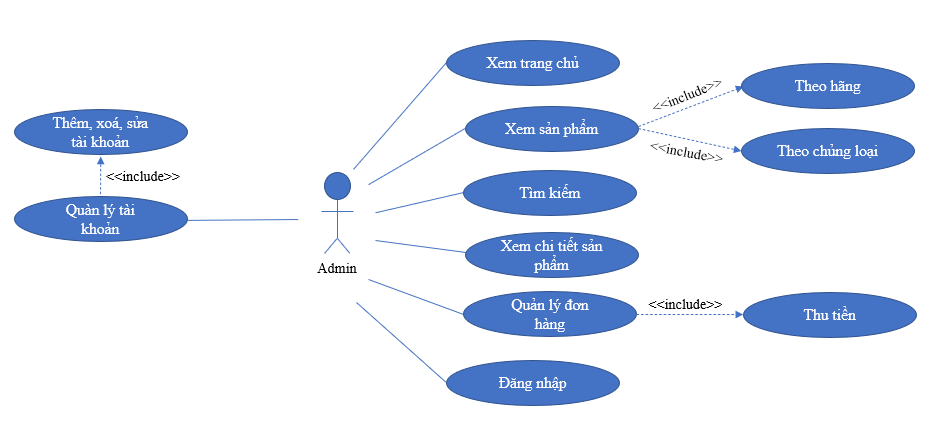 Xem trang chủ
Xem sản phẩm
<<include>>
Theo hãng
<<include>>
Theo chủng loại
Thêm, xoá, sửa
tài khoản
<<include>>
Quản lý tài
khoản
Admin
Tìm kiếm
Xem chi tiết sản
phẩm
Quản lý đơn
hàng
<<include>>
Thu tiền
Đăng nhập